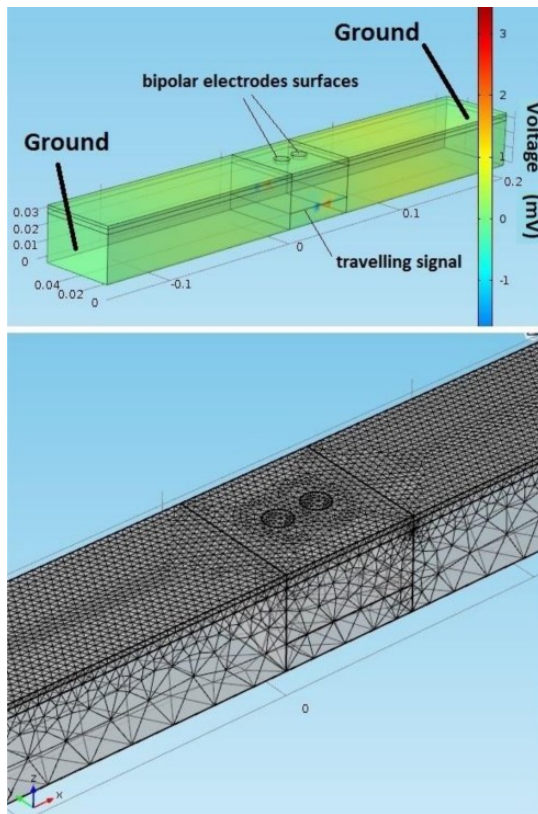 Ground
bipolar electrodes surfaces
Ground
travelling signal
0.03
0.02
0.01
0
0.04
0.02
0
-0.1
0
0.1
0.2
0
3
2
1
0
-1
Voltage (mV)
0
y
z
x